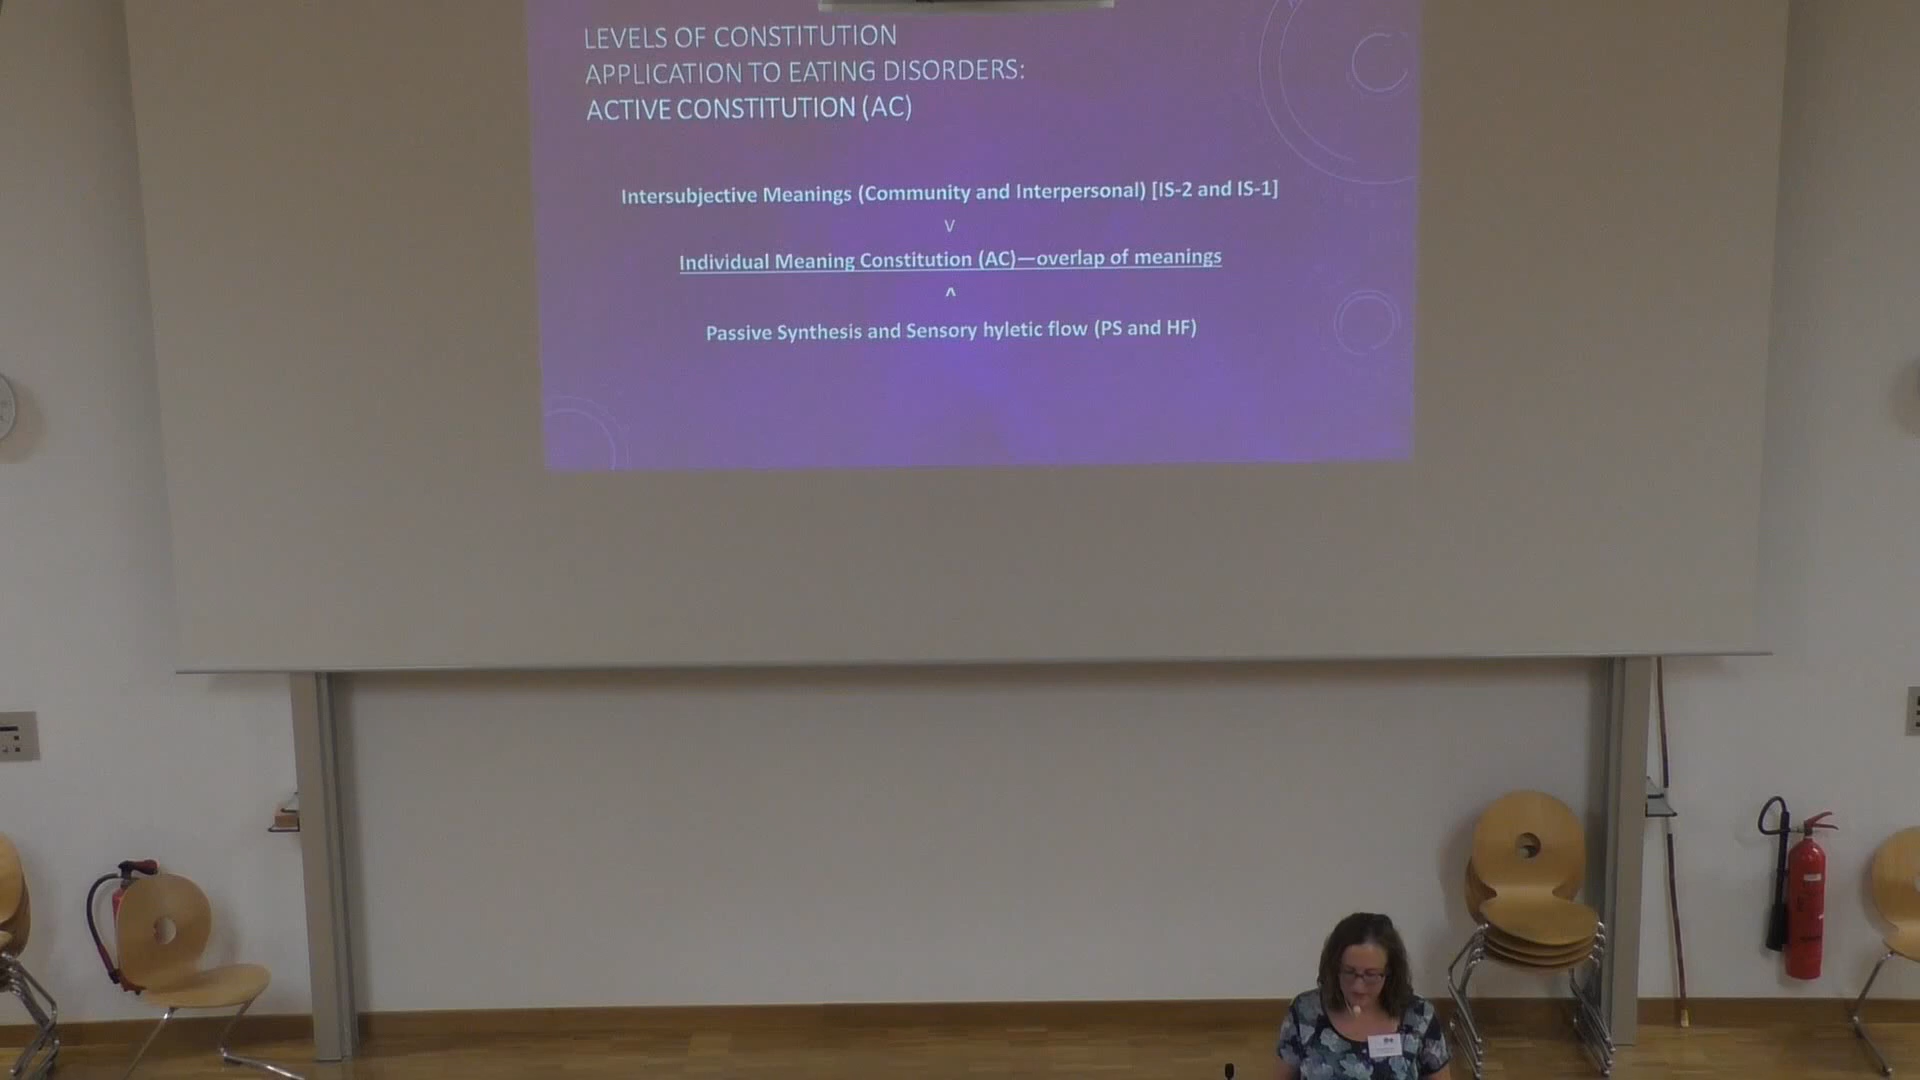 LEVELS OF CONSTITUTION
APPLICATION TO EATING DISORDERS:
ACTIVE CONSTITUTION (AC)
Intersubjective Meanings (Community and Interpersonal) [IS-2 and IS-1]
V
Individual Meaning Constitution (AC)—overlap of meanings
^
Passive Synthesis and Sensory hyletic flow (PS and HF)